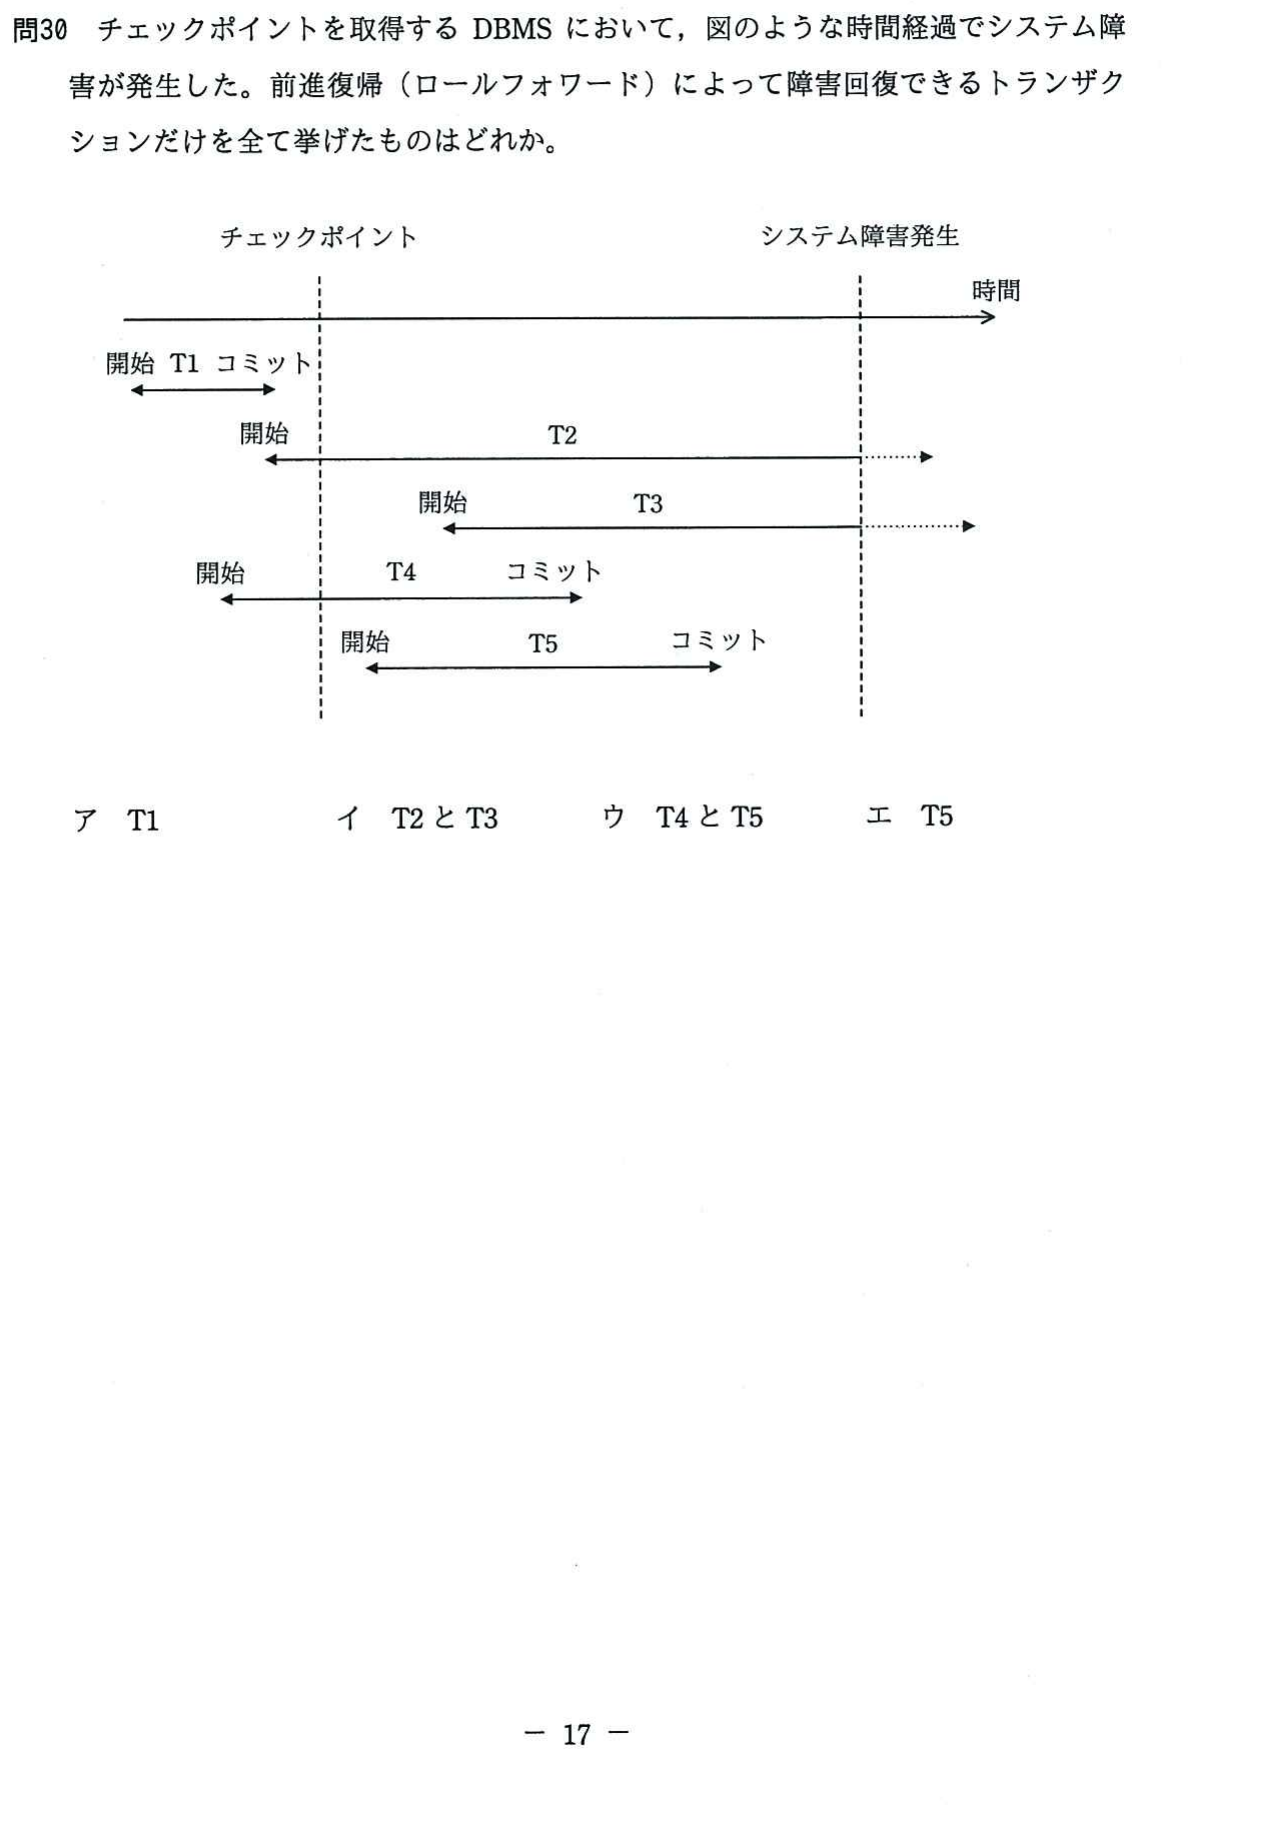 問30 チェックポイントを取得する DBMS において，図のような時間経過でシステム障
害が発生した。前進復帰（ロールフォワード）によって障害回復できるトランザク
ションだけを全て挙げたものはどれか。
チェックポイント システム障害発生
時間
開始 T1 コミット
開始 T2
開始 T3
開始 T4 コミット
開始 T5 コミット
ア T1 イ T2 と T3 ウ T4 と T5 エ T5
－ 17 －